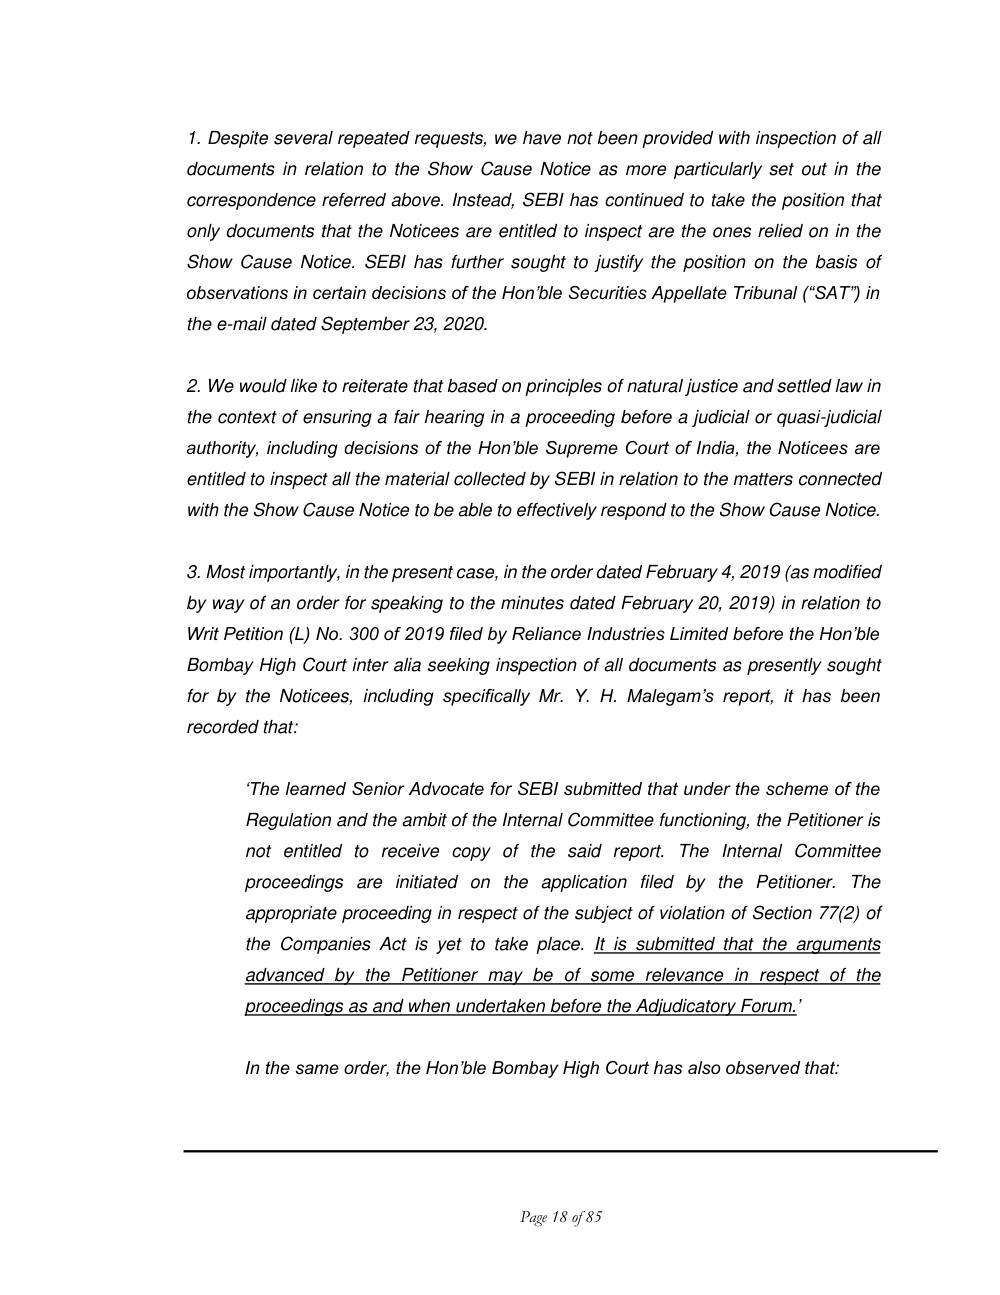 1. Despite several repeated requests, we have not been provided with inspection of all
documents in relation to the Show Cause Notice as more particularly set out in the
correspondence referred above. Instead, SEBI has continued to take the position that
only documents that the Noticees are entitled to inspect are the ones relied on in the
Show Cause Notice. SEBI has further sought to justify the position on the basis of
observations in certain decisions of the Hon’ble Securities Appellate Tribunal (“SAT”) in
the e-mail dated September 23, 2020.
2. We would like to reiterate that based on principles of natural justice and settled law in
the context of ensuring a fair hearing in a proceeding before a judicial or quasi-judicial
authority, including decisions of the Hon’ble Supreme Court of India, the Noticees are
entitled to inspect all the material collected by SEBI in relation to the matters connected
with the Show Cause Notice to be able to effectively respond to the Show Cause Notice.
3. Most importantly, in the present case, in the order dated February 4, 2019 (as modified
by way of an order for speaking to the minutes dated February 20, 2019) in relation to
Writ Petition (L) No. 300 of 2019 filed by Reliance Industries Limited before the Hon’ble
Bombay High Court inter alia seeking inspection of all documents as presently sought
for by the Noticees, including specifically Mr. Y. H. Malegam’s report, it has been
recorded that:
‘The learned Senior Advocate for SEBI submitted that under the scheme of the
Regulation and the ambit of the Internal Committee functioning, the Petitioner is
not entitled to receive copy of the said report. The Internal Committee
proceedings are initiated on the application filed by the Petitioner. The
appropriate proceeding in respect of the subject of violation of Section 77(2) of
the Companies Act is yet to take place. It is submitted that the arguments
advanced by the Petitioner may be of some relevance in respect of the
proceedings as and when undertaken before the Adjudicatory Forum.’
In the same order, the Hon’ble Bombay High Court has also observed that:
Page 18 of 85